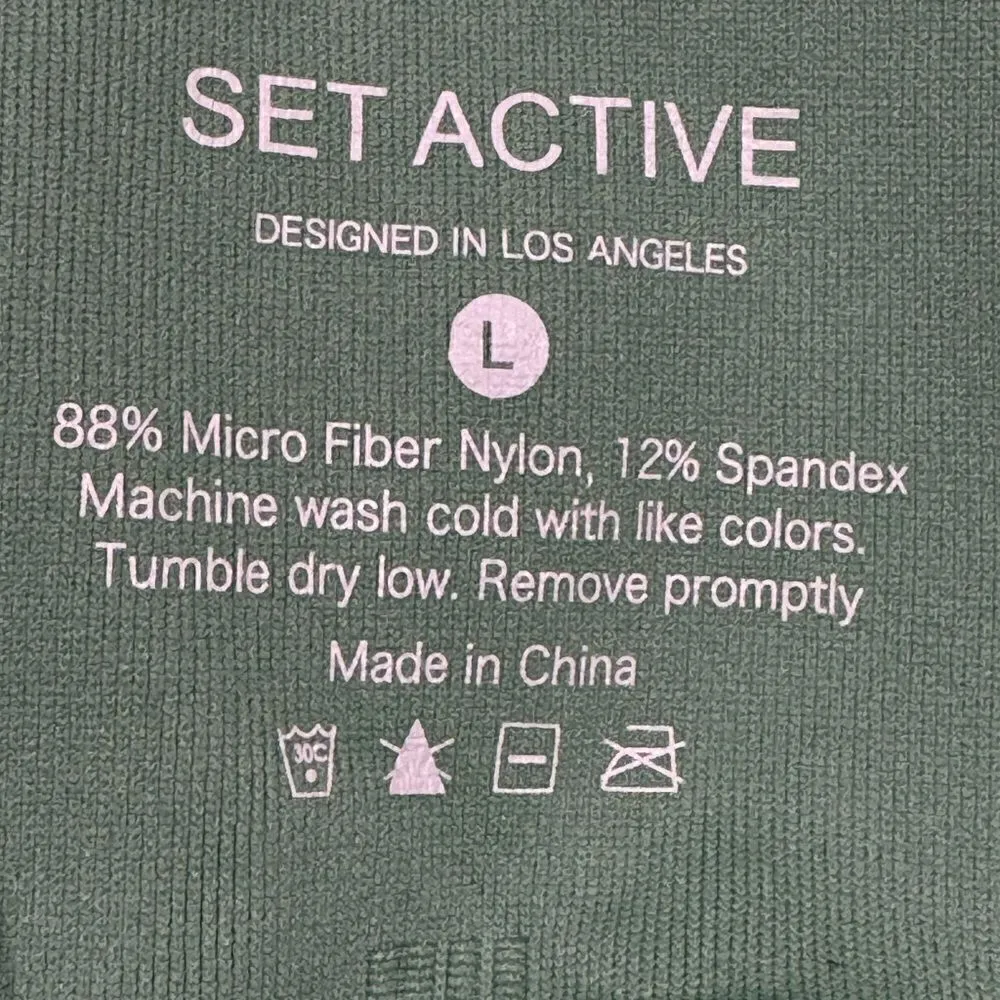 SET ACTIVE
DESIGNED IN LOS ANGELES
L
88% Micro Fiber Nylon, 12% Spandex
Machine wash cold with like colors.
Tumble dry low. Remove promptly
Made in China
30C